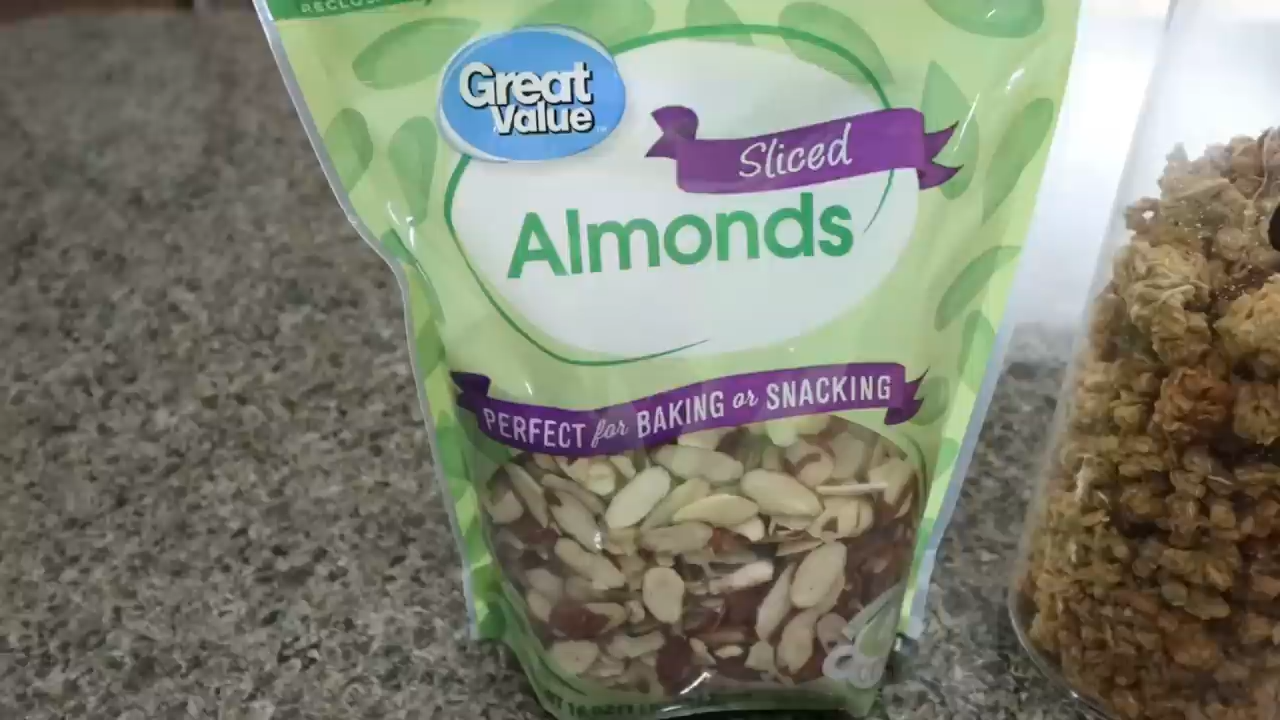 Great
Value
Sliced
Almonds
PERFECT for BAKING or SNACKING